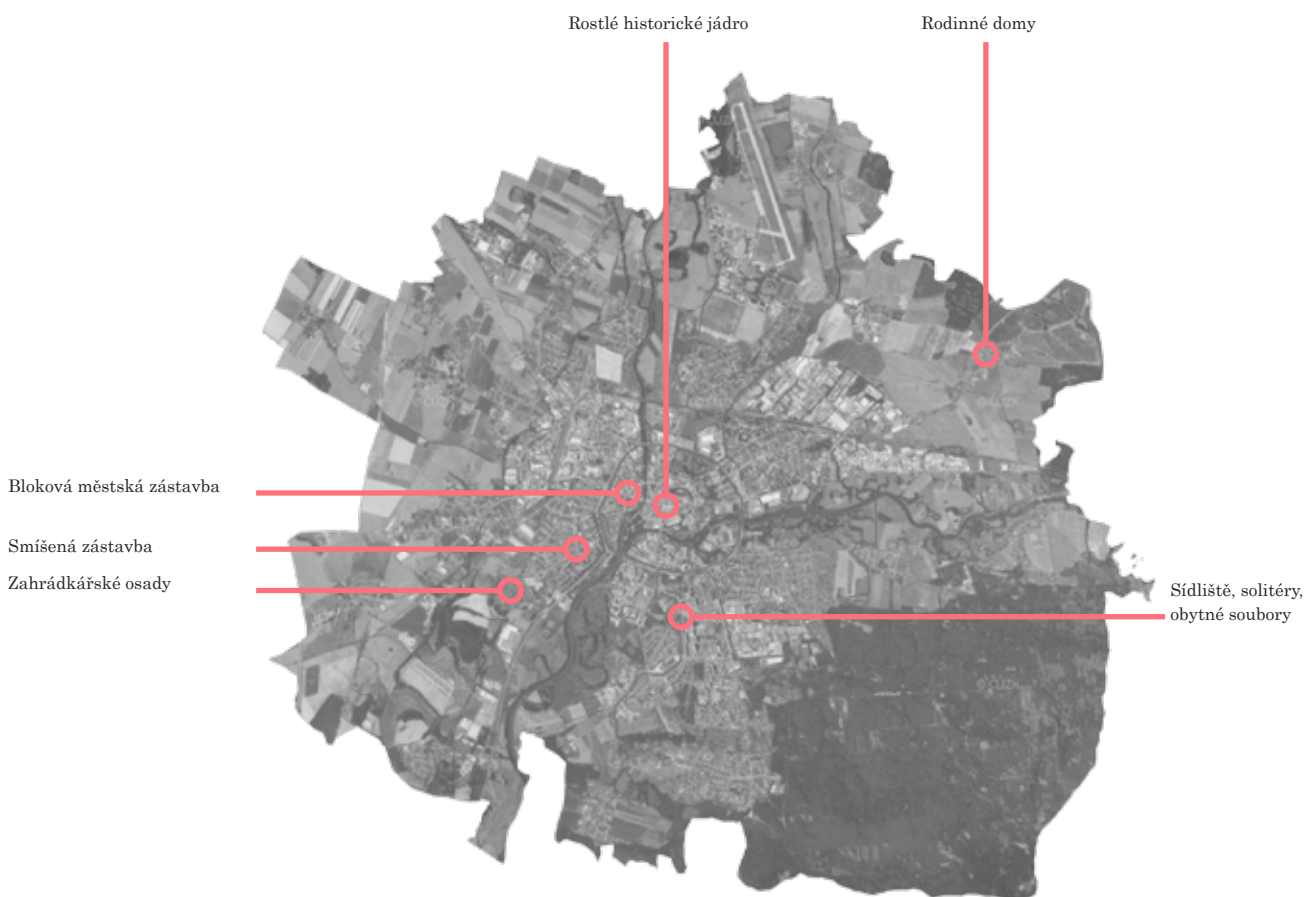 Rostlé historické jádro
Rodinné domy
Bloková městská zástavba
Smíšená zástavba
Zahrádkářské osady
Sídliště, solitéry,
obytné soubory